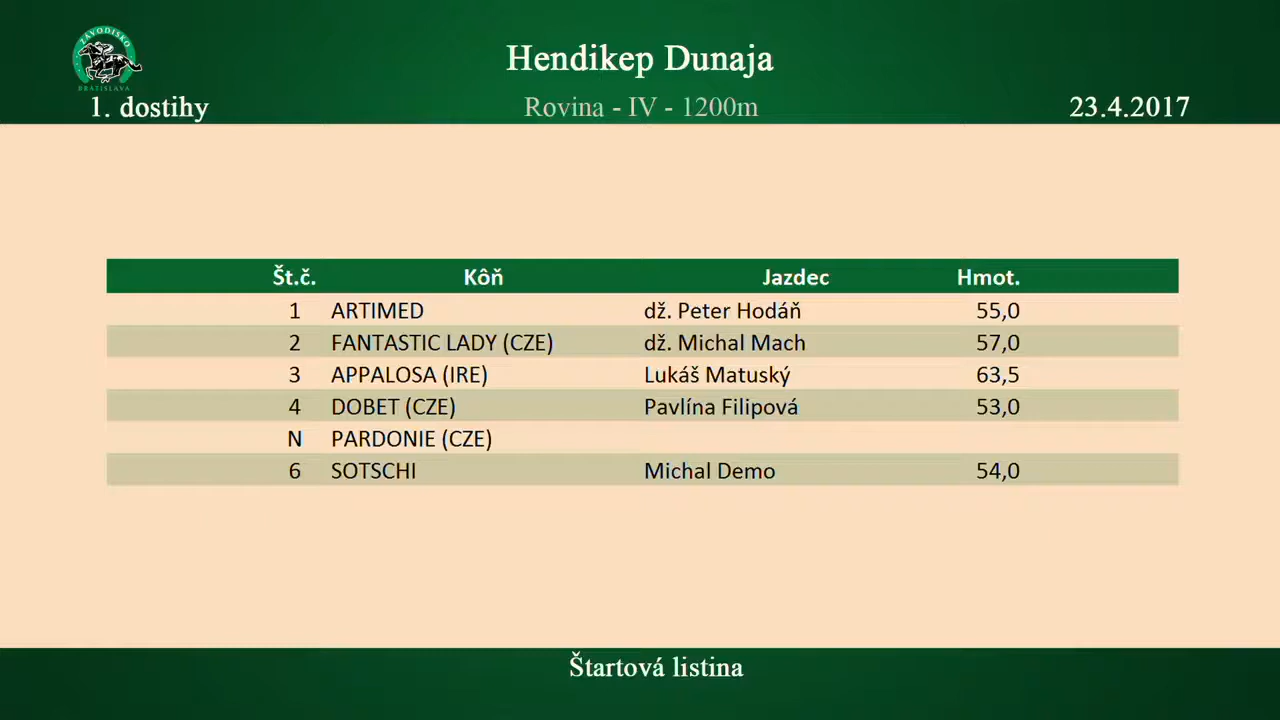 ZÁVODISKO
BRATISLAVA
Hendikep Dunaja
1. dostihy
Rovina - IV - 1200m
23.4.2017
Št.č. Kôň Jazdec Hmot.
1 ARTIMED dž. Peter Hodáň 55,0
2 FANTASTIC LADY (CZE) dž. Michal Mach 57,0
3 APPALOSA (IRE) Lukáš Matuský 63,5
4 DOBET (CZE) Pavlína Filipová 53,0
N PARDONIE (CZE)
6 SOTSCHI Michal Demo 54,0
Štartová listina